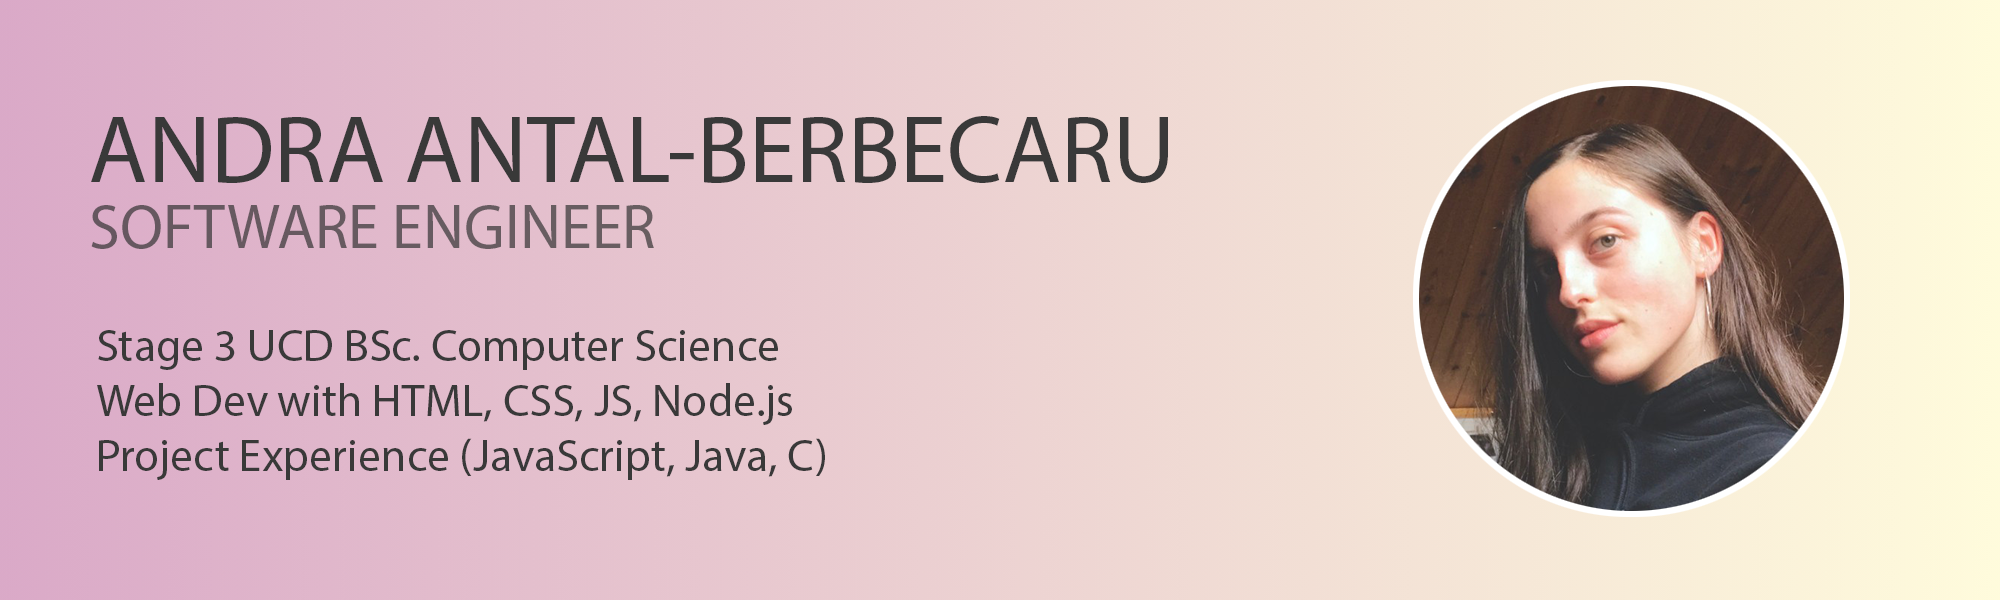 ANDRA ANTAL-BERBECARU
SOFTWARE ENGINEER
Stage 3 UCD BSc. Computer Science
Web Dev with HTML, CSS, JS, Node.js
Project Experience (JavaScript, Java, C)